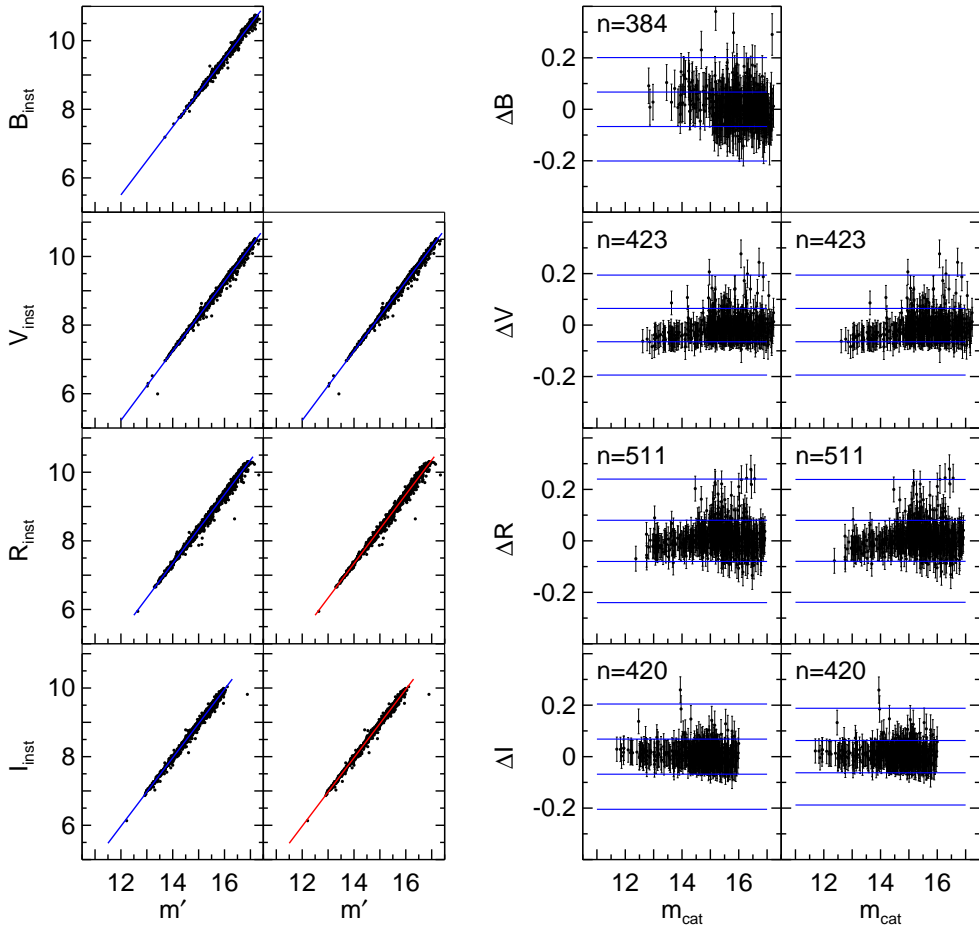 10
8
6
B_inst
n=384
0.2
0
-0.2
ΔB
10
8
6
V_inst
n=423
n=423
0.2
0
-0.2
ΔV
10
8
6
R_inst
n=511
n=511
0.2
0
-0.2
ΔR
10
8
6
I_inst
n=420
n=420
0.2
0
-0.2
ΔI
12 14 16 12 14 16 12 14 16 12 14 16
m′ m′ m_cat m_cat